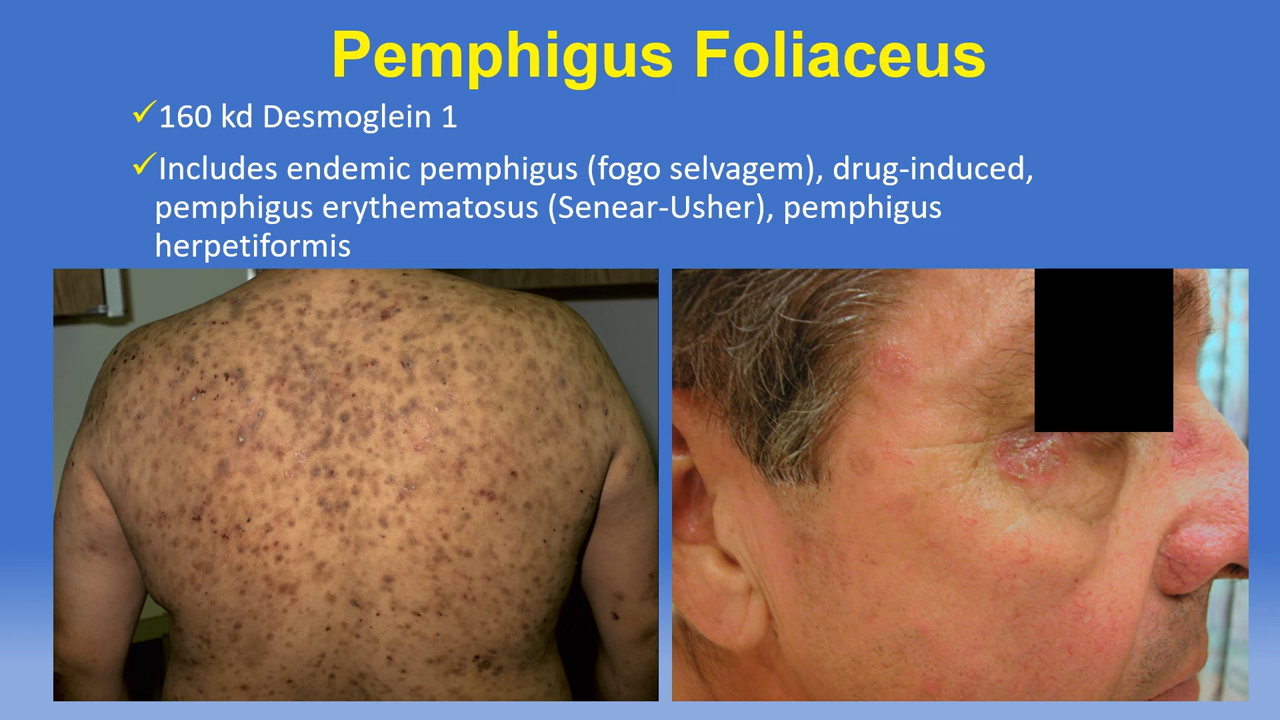 Pemphigus Foliaceus
✓160 kd Desmoglein 1
✓Includes endemic pemphigus (fogo selvagem), drug-induced,
pemphigus erythematosus (Senear-Usher), pemphigus
herpetiformis